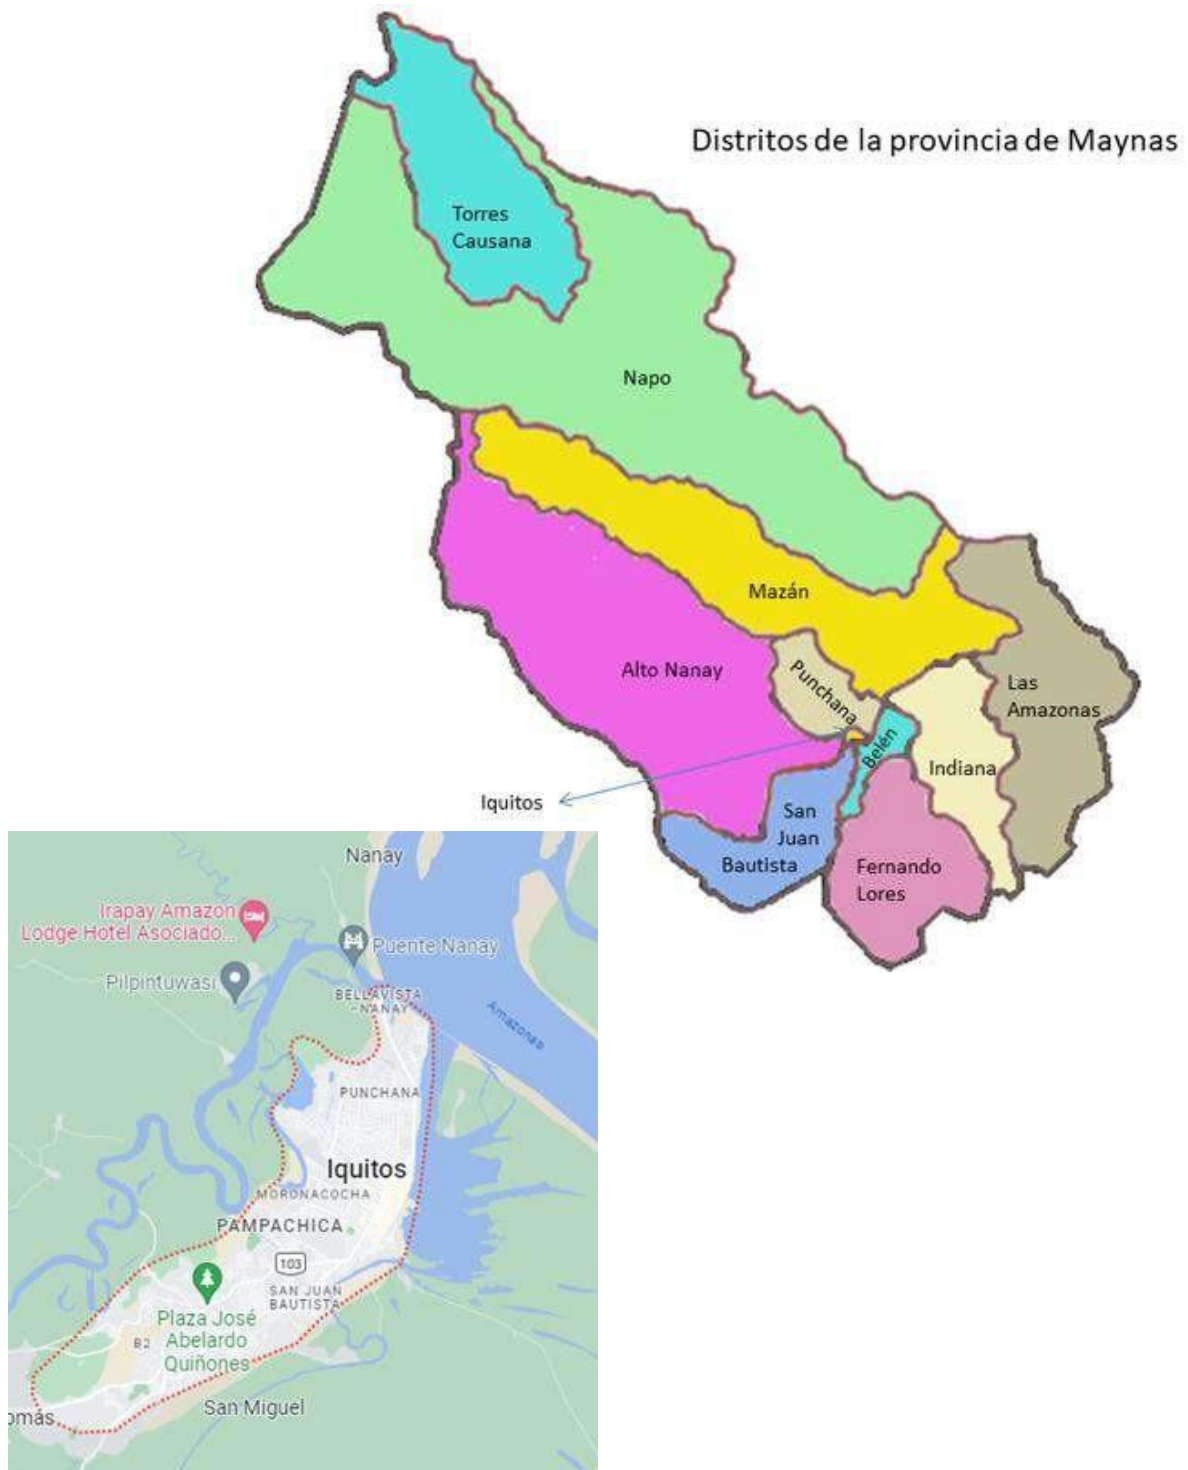 Distritos de la provincia de Maynas
Torres
Causana
Napo
Mazán
Alto Nanay
Punchana
Las
Amazonas
Belén
Indiana
Iquitos
San
Juan
Bautista
Fernando
Lores
Nanay
Irapay Amazon
Lodge Hotel Asociado...
Puente Nanay
Pilpintuwasi
BELLAVISTA
-NANAY
Amazonas
PUNCHANA
Iquitos
MORONACOCHA
PAMPACHICA
103
SAN JUAN
BAUTISTA
Plaza José
Abelardo
Quiñones
B2
San Miguel
omás